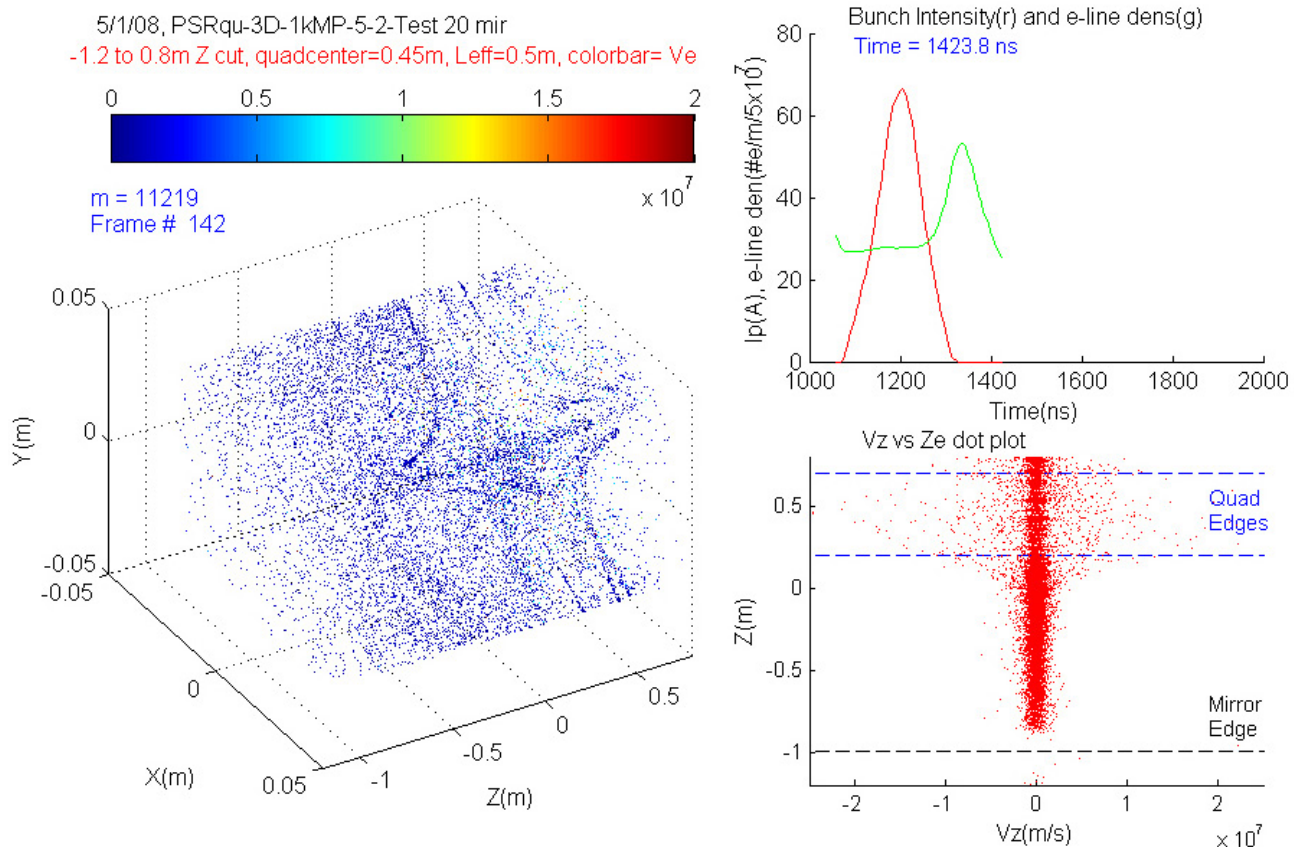 5/1/08, PSRqu-3D-1kMP-5-2-Test 20 mir
-1.2 to 0.8m Z cut, quadcenter=0.45m, Leff=0.5m, colorbar= Ve
0 0.5 1 1.5 2
x 10^7
m = 11219
Frame # 142
0.05
0
-0.05
Y(m)
-0.05
0
0.05
X(m)
-1
-0.5
0
0.5
Z(m)
Bunch Intensity(r) and e-line dens(g)
Time = 1423.8 ns
80
60
40
20
0
Ip(A), e-line den(#e/m/5x10^7)
1000 1200 1400 1600 1800 2000
Time(ns)
Vz vs Ze dot plot
0.5
0
-0.5
-1
Z(m)
Quad
Edges
Mirror
Edge
-2 -1 0 1 2
Vz(m/s)
x 10^7